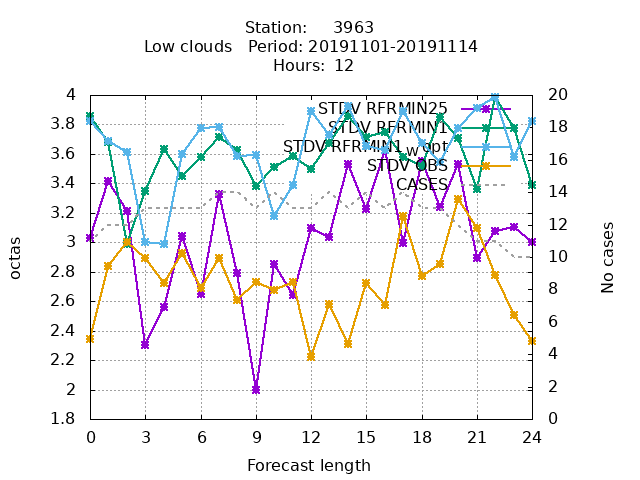 Station: 3963
Low clouds Period: 20191101-20191114
Hours: 12
4
3.8
3.6
3.4
3.2
3
2.8
2.6
2.4
2.2
2
1.8
20
18
16
14
12
10
8
6
4
2
0
STDV RFRMIN25
STDV RFRMIN1
STDV RFRMIN1_wopt
STDV OBS
CASES
octas
No cases
0 3 6 9 12 15 18 21 24
Forecast length